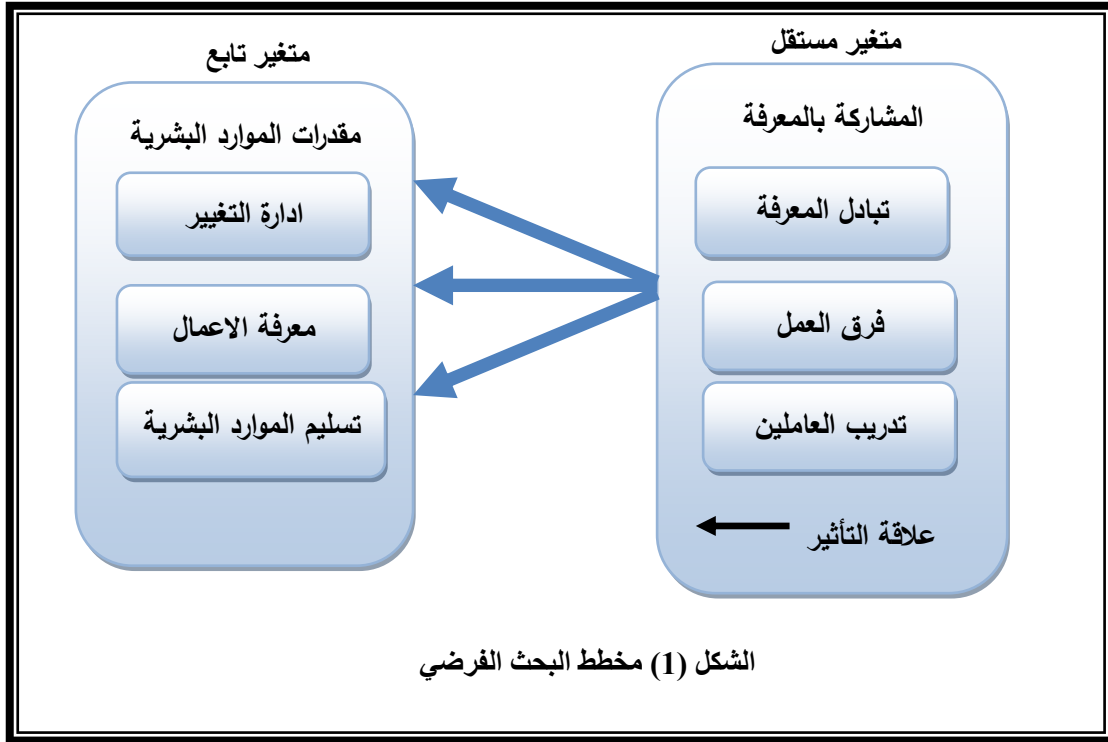 متغير مستقل
المشاركة بالمعرفة
تبادل المعرفة
فرق العمل
تدريب العاملين
علاقة التأثير
متغير تابع
مقدرات الموارد البشرية
ادارة التغيير
معرفة الاعمال
تسليم الموارد البشرية
الشكل (1) مخطط البحث الفرضي